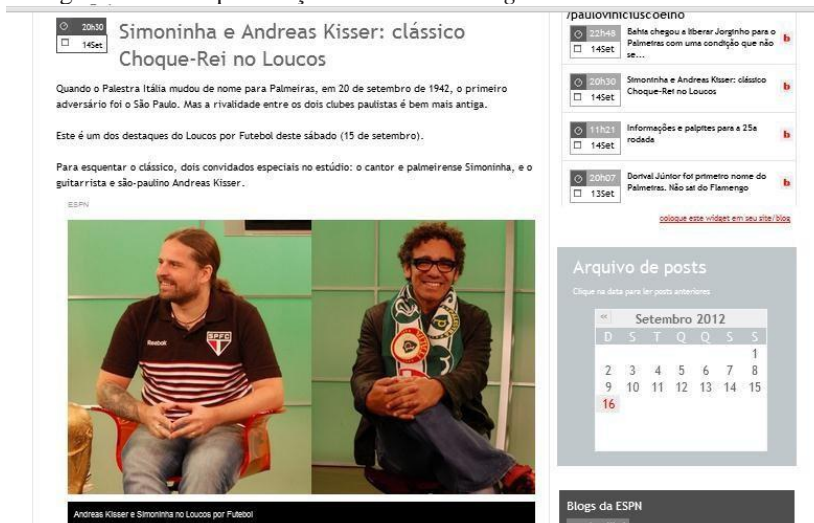 20h30
14Set
Simoninha e Andreas Kisser: clássico
Choque-Rei no Loucos
Quando o Palestra Itália mudou de nome para Palmeiras, em 20 de setembro de 1942, o primeiro
adversário foi o São Paulo. Mas a rivalidade entre os dois clubes paulistas é bem mais antiga.
Este é um dos destaques do Loucos por Futebol deste sábado (15 de setembro).
Para esquentar o clássico, dois convidados especiais no estúdio: o cantor e palmeirense Simoninha, e o
guitarrista e são-paulino Andreas Kisser.
ESPN
Reebok
SPFC
Andreas Kisser e Simoninha no Loucos por Futebol
/pauloviniciuscoelho
22h48
14Set
Bahia chegou a liberar Jorginho para o
Palmeiras com uma condição que não
se...
b
20h30
14Set
Simoninha e Andreas Kisser: clássico
Choque-Rei no Loucos
b
11h21
14Set
Informações e palpites para a 25a
rodada
b
20h07
13Set
Dorival Júnior foi primeiro nome do
Palmeiras. Não sai do Flamengo
b
coloque este widget em seu site/blog
Arquivo de posts
Clique na data para ler posts anteriores
<< Setembro 2012
D S T Q Q S S
1
2 3 4 5 6 7 8
9 10 11 12 13 14 15
16
Blogs da ESPN